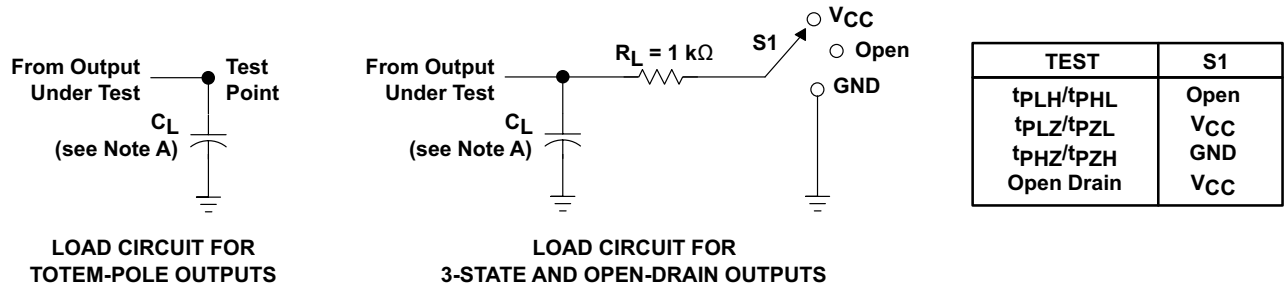 From Output
Under Test
Test
Point
CL
(see Note A)
LOAD CIRCUIT FOR
TOTEM-POLE OUTPUTS
From Output
Under Test
RL = 1 kΩ
S1
VCC
Open
GND
CL
(see Note A)
LOAD CIRCUIT FOR
3-STATE AND OPEN-DRAIN OUTPUTS
TEST S1
tPLH/tPHL Open
tPLZ/tPZL VCC
tPHZ/tPZH GND
Open Drain VCC